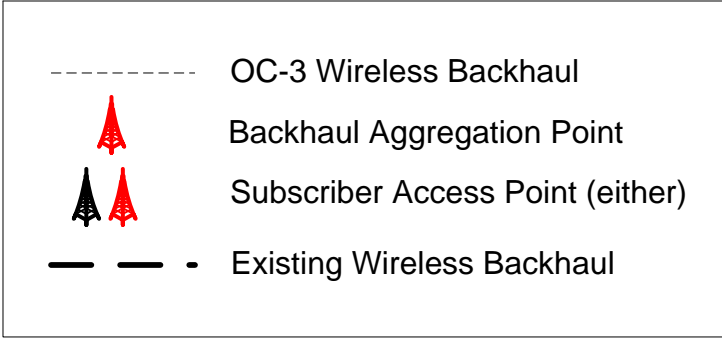 OC-3 Wireless Backhaul
Backhaul Aggregation Point
Subscriber Access Point (either)
Existing Wireless Backhaul